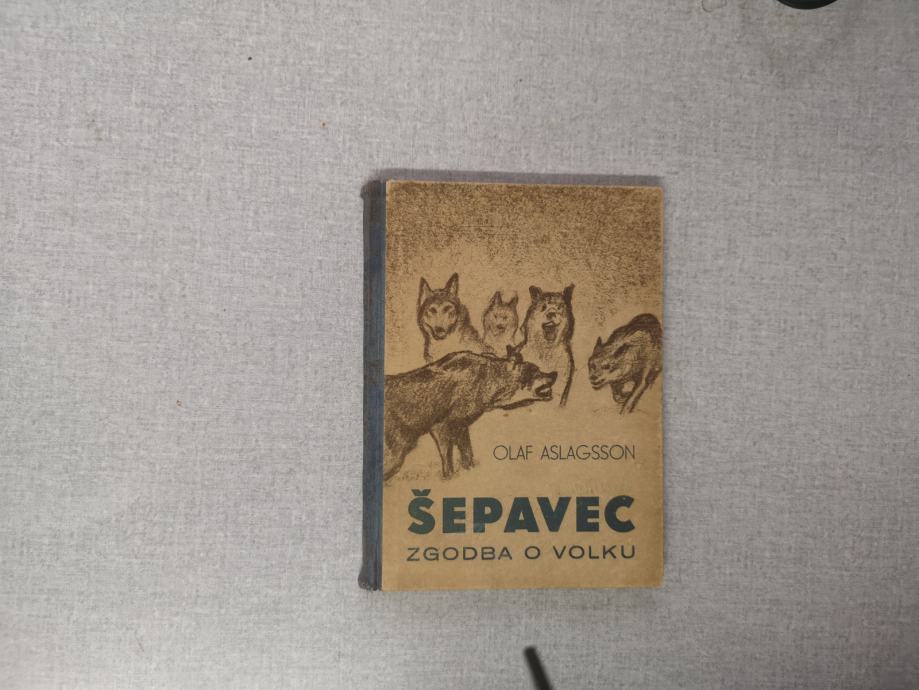 OLAF ASLAGSSON
ŠEPAVEC
ZGODBA O VOLKU